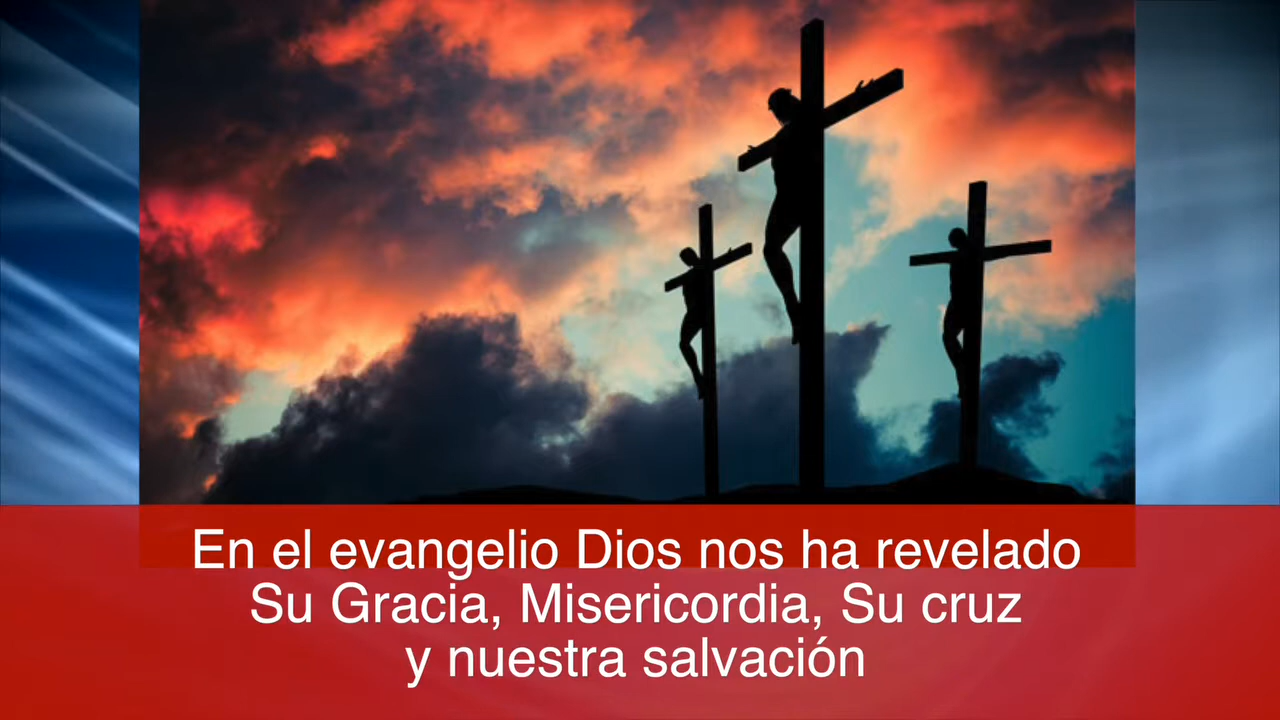 En el evangelio Dios nos ha revelado
Su Gracia, Misericordia, Su cruz
y nuestra salvación